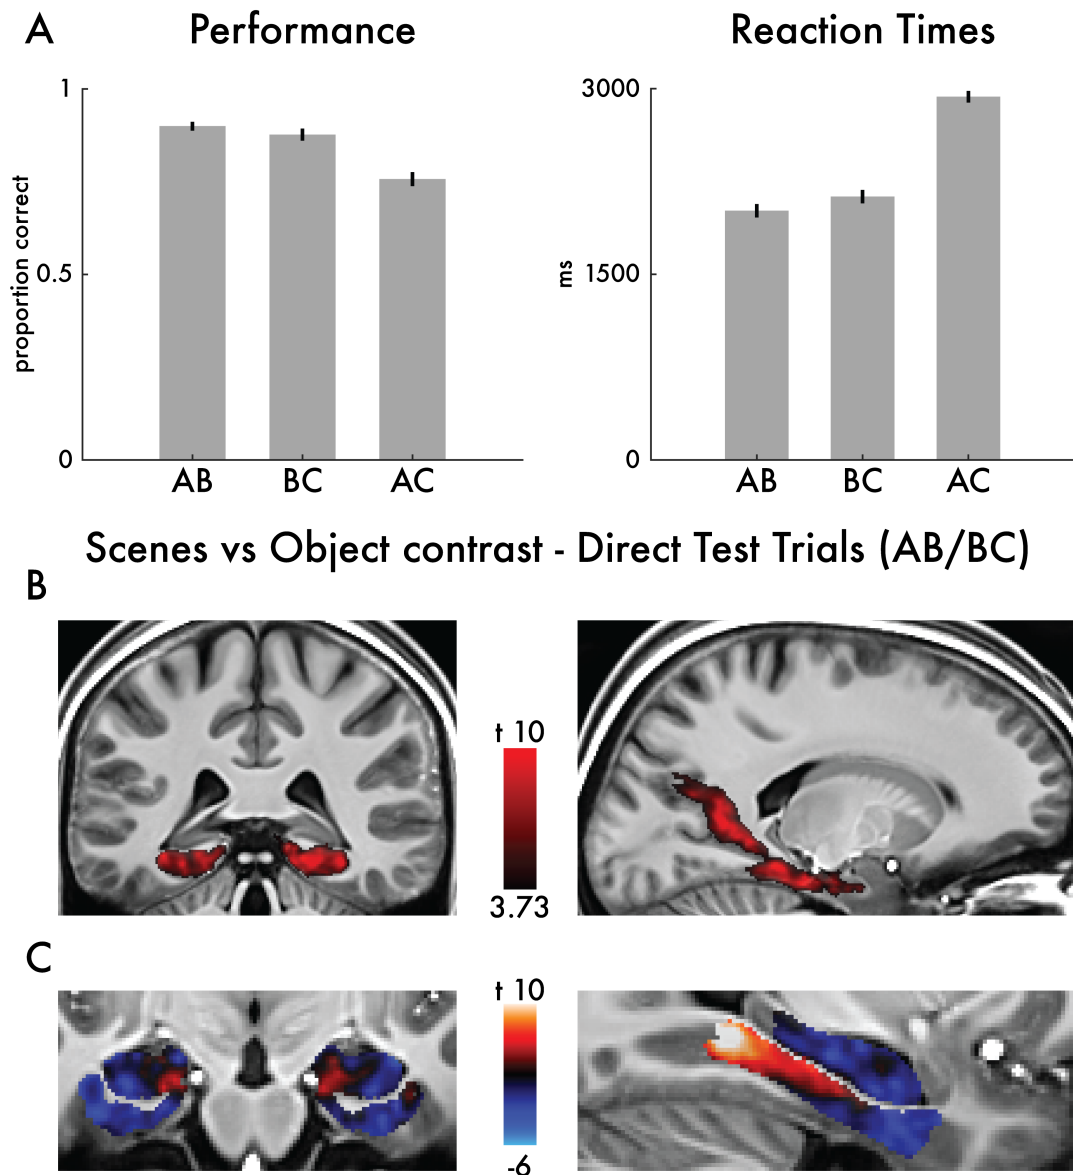 A
Performance
Reaction Times
1
0.5
0
proportion correct
AB
BC
AC
3000
1500
0
ms
AB
BC
AC
Scenes vs Object contrast - Direct Test Trials (AB/BC)
B
t 10
3.73
C
t 10
-6